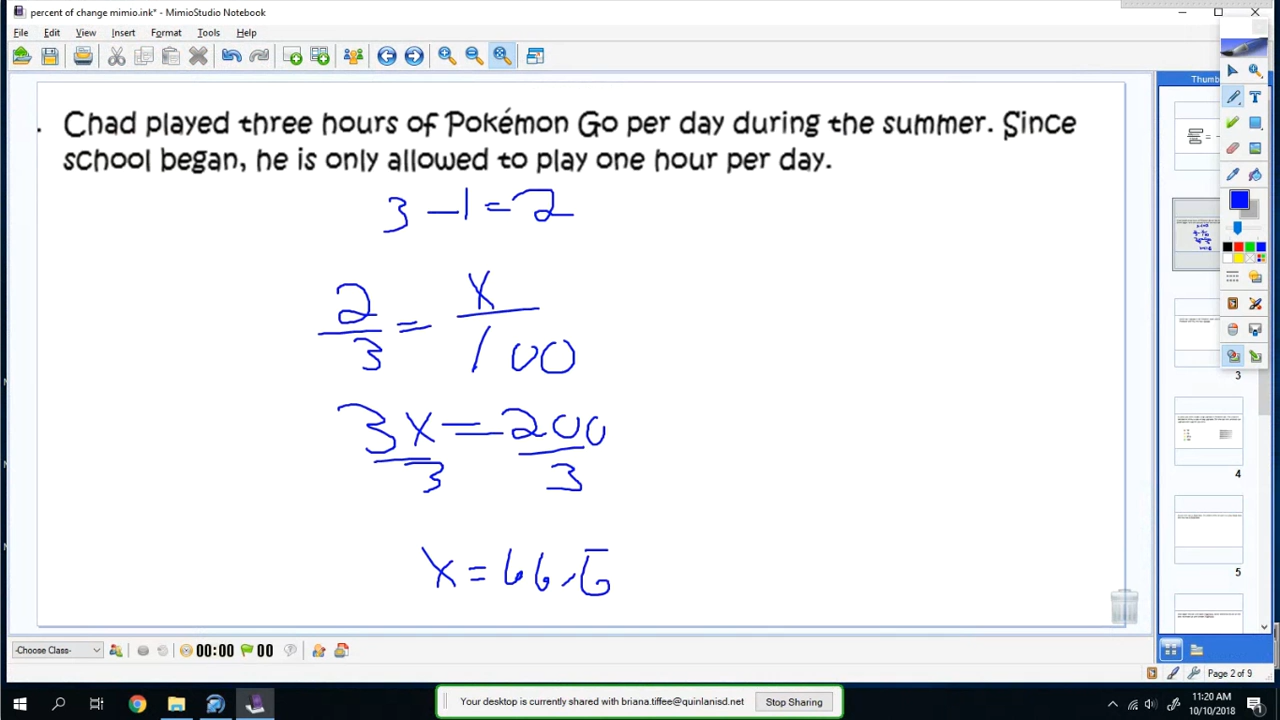 percent of change mimio.ink* - MimioStudio Notebook
File Edit View Insert Format Tools Help
Thumb
. Chad played three hours of Pokémon Go per day during the summer. Since
school began, he is only allowed to play one hour per day.
3 - 1 = 2
2/3 = x/100
3x/3 = 200/3
x = 66.6̅
3
4
5
-Choose Class-
00:00
00
Page 2 of 9
Your desktop is currently shared with briana.tiffee@quinlanisd.net
Stop Sharing
11:20 AM
10/10/2018
1